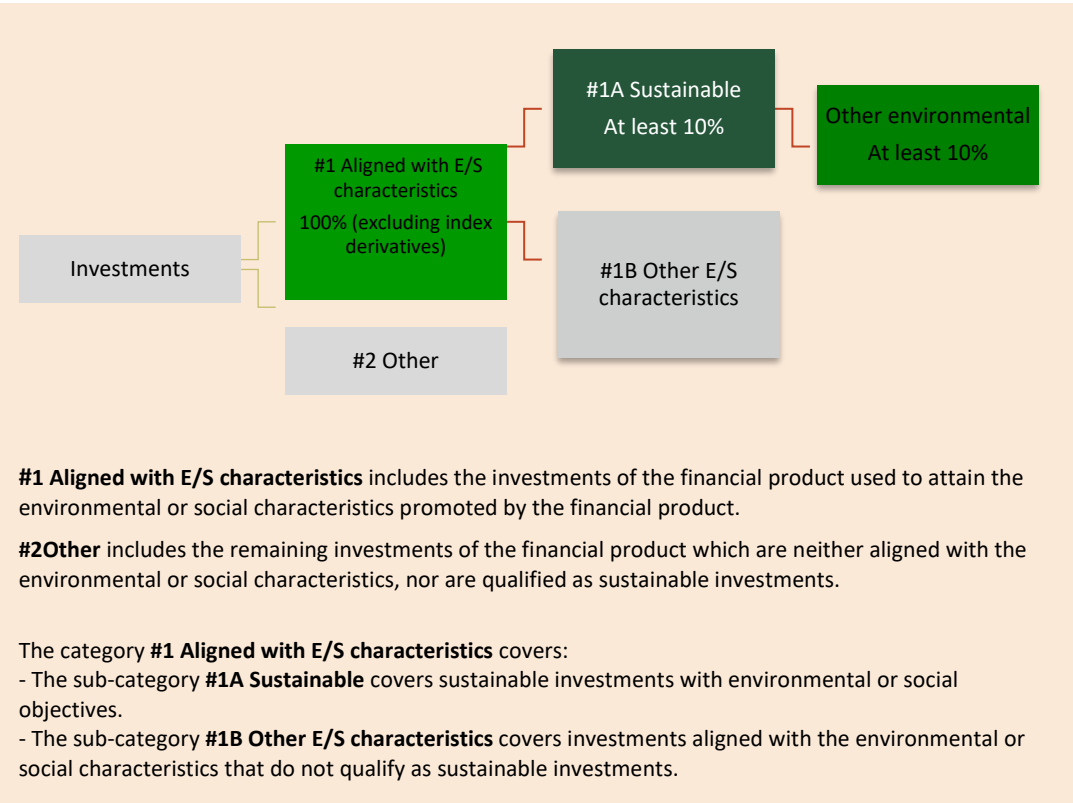 #1A Sustainable
At least 10%
Other environmental
At least 10%
#1 Aligned with E/S
characteristics
100% (excluding index
derivatives)
Investments
#1B Other E/S
characteristics
#2 Other
#1 Aligned with E/S characteristics includes the investments of the financial product used to attain the
environmental or social characteristics promoted by the financial product.
#2Other includes the remaining investments of the financial product which are neither aligned with the
environmental or social characteristics, nor are qualified as sustainable investments.
The category #1 Aligned with E/S characteristics covers:
- The sub-category #1A Sustainable covers sustainable investments with environmental or social
objectives.
- The sub-category #1B Other E/S characteristics covers investments aligned with the environmental or
social characteristics that do not qualify as sustainable investments.